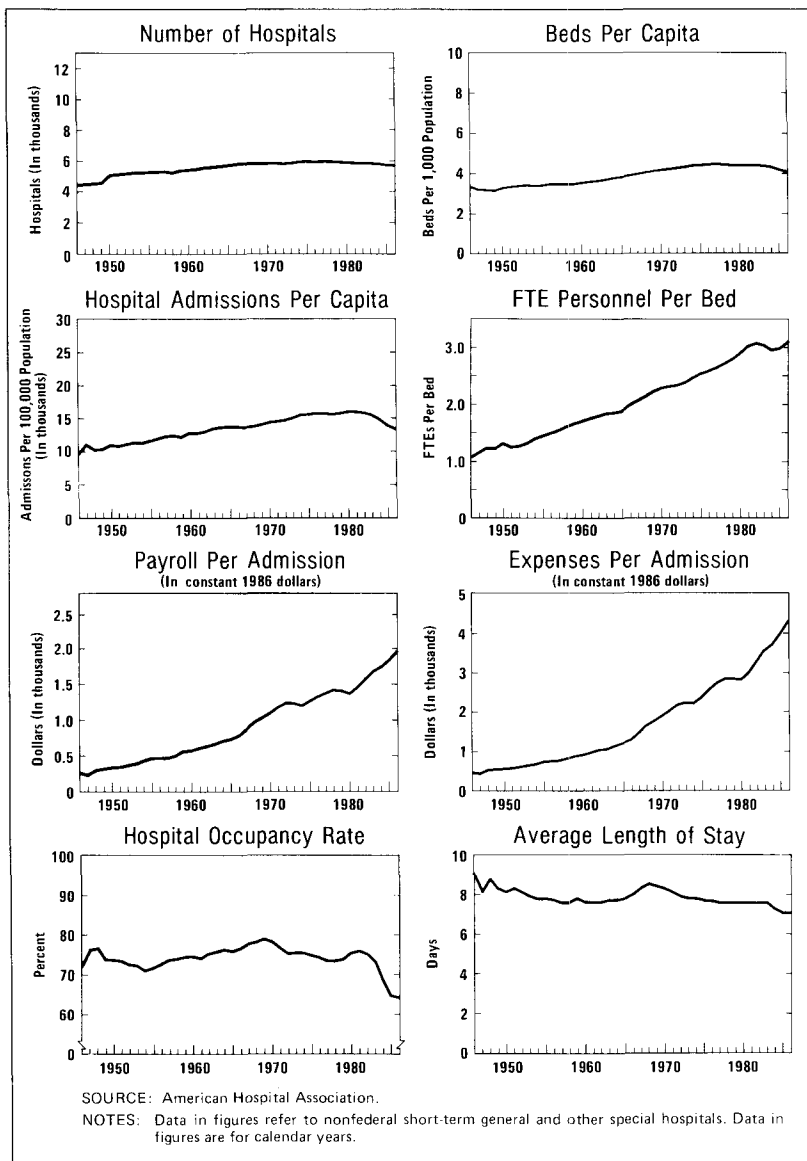 Number of Hospitals
Hospitals (In thousands)
12
10
8
6
4
2
0
1950 1960 1970 1980
Beds Per Capita
Beds Per 1,000 Population
10
8
6
4
2
0
1950 1960 1970 1980
Hospital Admissions Per Capita
Admissons Per 100,000 Population
(In thousands)
30
25
20
15
10
5
0
1950 1960 1970 1980
FTE Personnel Per Bed
FTEs Per Bed
3.0
2.0
1.0
0
1950 1960 1970 1980
Payroll Per Admission
(In constant 1986 dollars)
Dollars (In thousands)
2.5
2.0
1.5
1.0
0.5
0
1950 1960 1970 1980
Expenses Per Admission
(In constant 1986 dollars)
Dollars (In thousands)
5
4
3
2
1
0
1950 1960 1970 1980
Hospital Occupancy Rate
Percent
100
90
80
70
60
0
1950 1960 1970 1980
Average Length of Stay
Days
10
8
6
4
2
0
1950 1960 1970 1980
SOURCE: American Hospital Association.
NOTES: Data in figures refer to nonfederal short-term general and other special hospitals. Data in
figures are for calendar years.